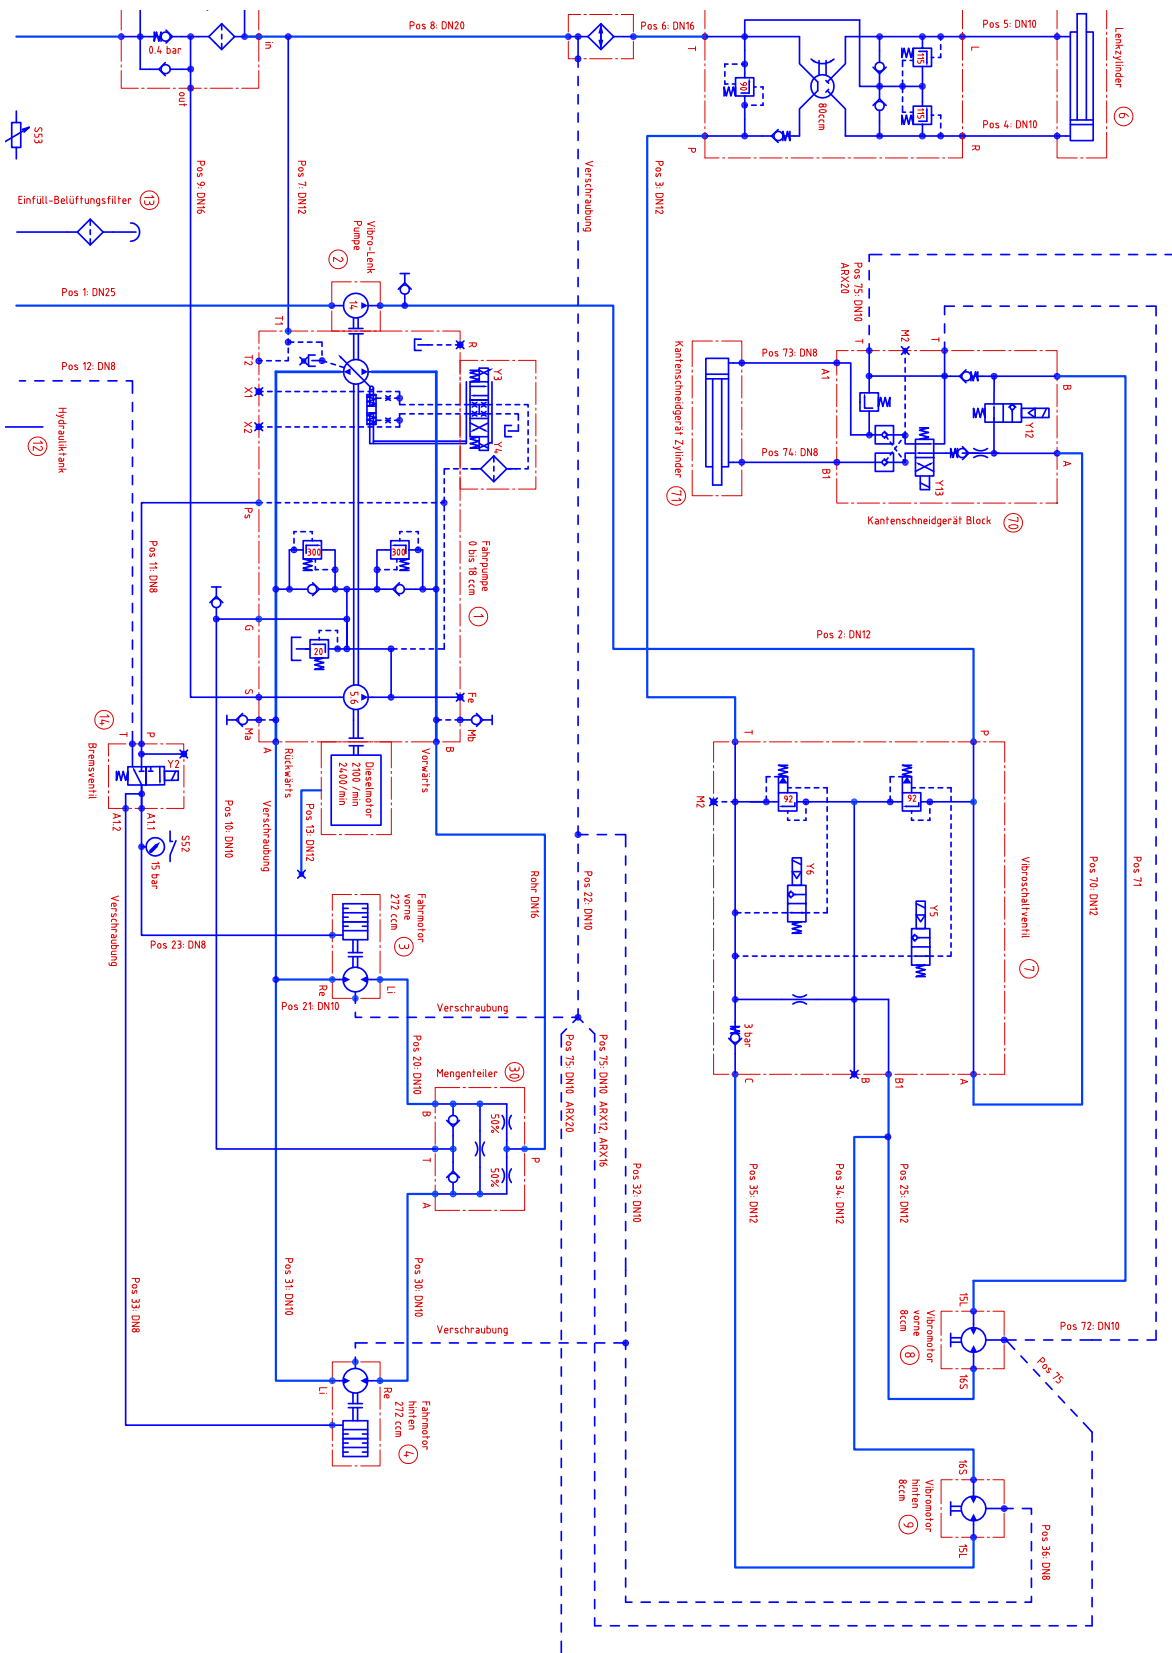 Pos 8: DN20
Pos 6: DN16
Pos 5: DN10
Lenkzylinder
6
0.4 bar
in
out
T
L
115
90
115
80ccm
Pos 4: DN10
P
R
S53
Pos 9: DN16
Pos 7: DN12
Verschraubung
Pos 3: DN12
Einfüll-Belüftungsfilter
13
Vibro-Lenk
Pumpe
2
Pos 1: DN25
14
T1
Pos 75: DN10
ARX20
T
M2
T
Pos 12: DN8
T2
R
X1
X2
Y3
Y4
Kantenschneidgerät Zylinder
71
Pos 73: DN8
A1
B
Y12
Pos 74: DN8
B1
A
Y13
Hydrauliktank
12
Kantenschneidgerät Block
70
Ps
Pos 11: DN8
300
300
Fahrpumpe
0 bis 18 ccm
1
G
20
Pos 2: DN12
S
5.6
Fe
14
Bremsventil
T
P
Y2
A1.2
A1.1
Ma
A
Rückwärts
Vorwärts
B
Mb
Dieselmotor
2100 /min
2400/min
Verschraubung
Pos 13: DN12
Pos 10: DN10
S52
15 bar
T
P
M2
92
92
Y6
Y5
Vibroschaltventil
7
Pos 70: DN12
Pos 71
Verschraubung
Pos 23: DN8
Fahrmotor
vorne
272 ccm
3
Rohr DN16
Pos 22: DN10
Re
Li
Pos 21: DN10
Verschraubung
3 bar
Pos 20: DN10
Mengenteiler
30
Pos 75: DN10 ARX20
Pos 75: DN10 ARX12, ARX16
C
B
B1
A
B
50%
T
P
50%
A
Pos 32: DN10
Pos 35: DN12
Pos 34: DN12
Pos 25: DN12
Pos 33: DN8
Pos 31: DN10
Pos 30: DN10
Verschraubung
15L
Vibromotor
vorne
8ccm
8
16S
Pos 72: DN10
Pos 75
Li
Re
Fahrmotor
hinten
272 ccm
4
16S
Vibromotor
hinten
8ccm
9
15L
Pos 36: DN8